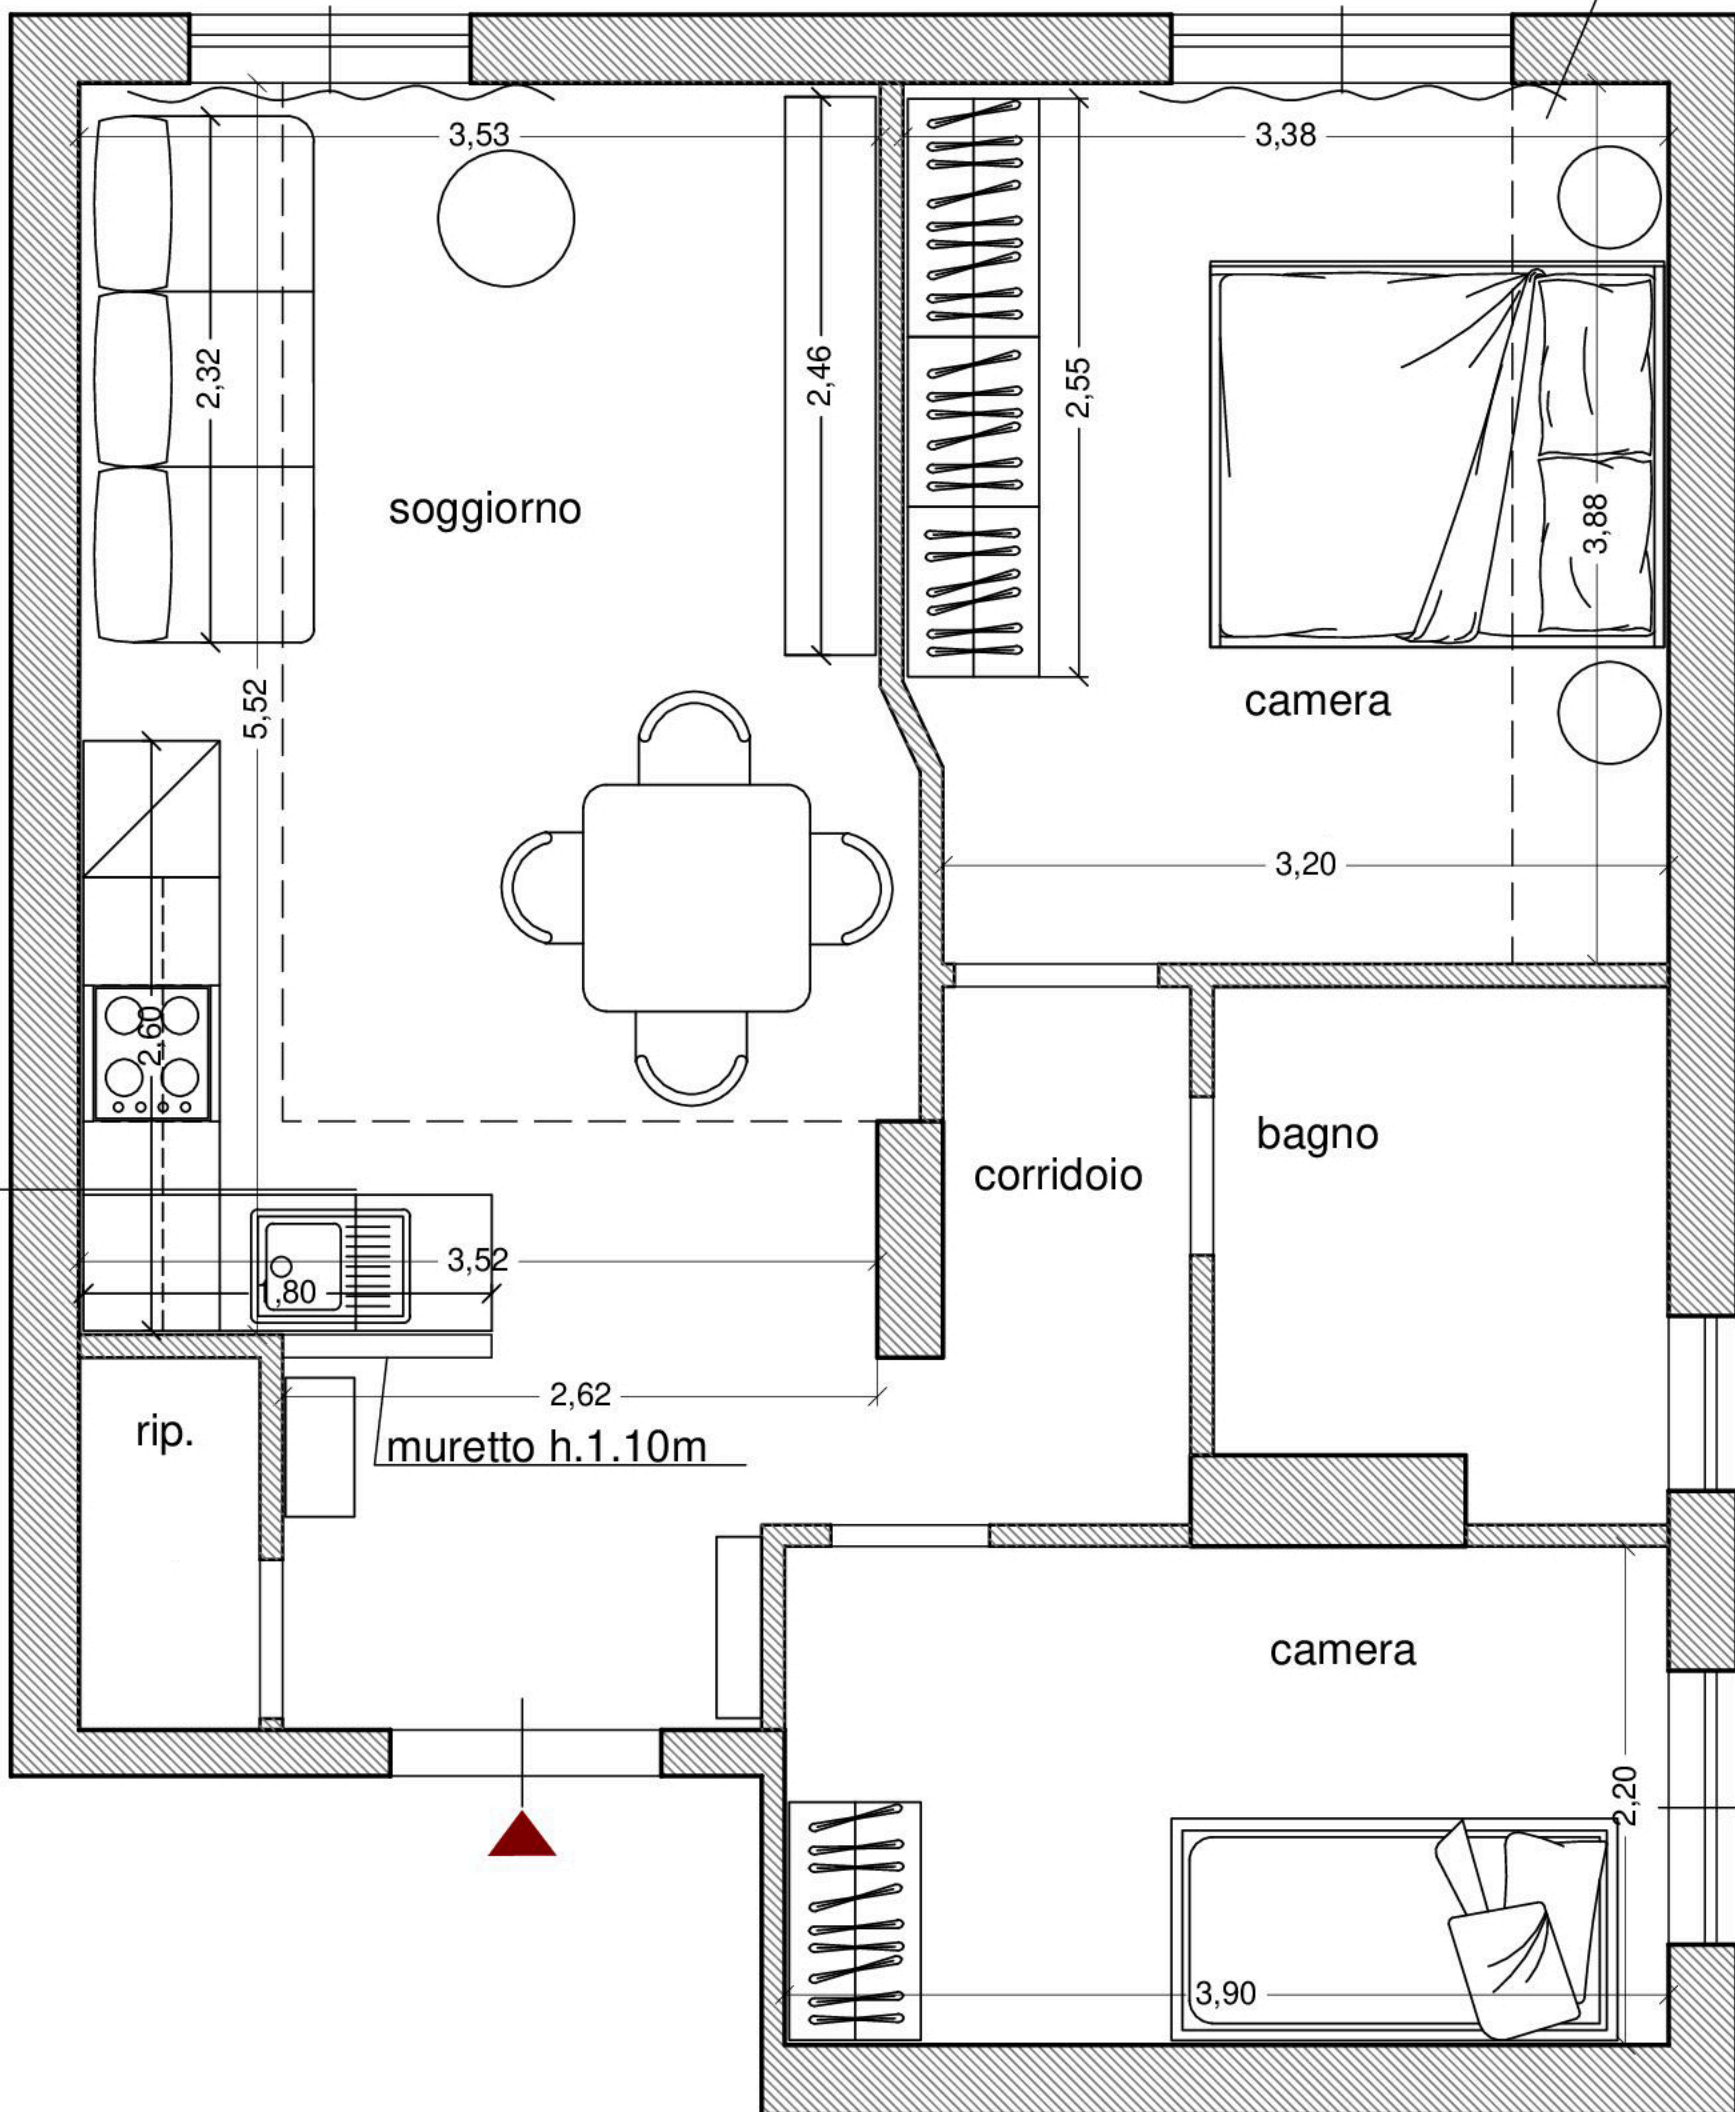 3,53
3,38
2,32
2,46
2,55
soggiorno
3,88
5,52
camera
3,20
2.60
bagno
corridoio
3,52
,80
2,62
rip.
muretto h.1.10m
camera
2,20
3,90